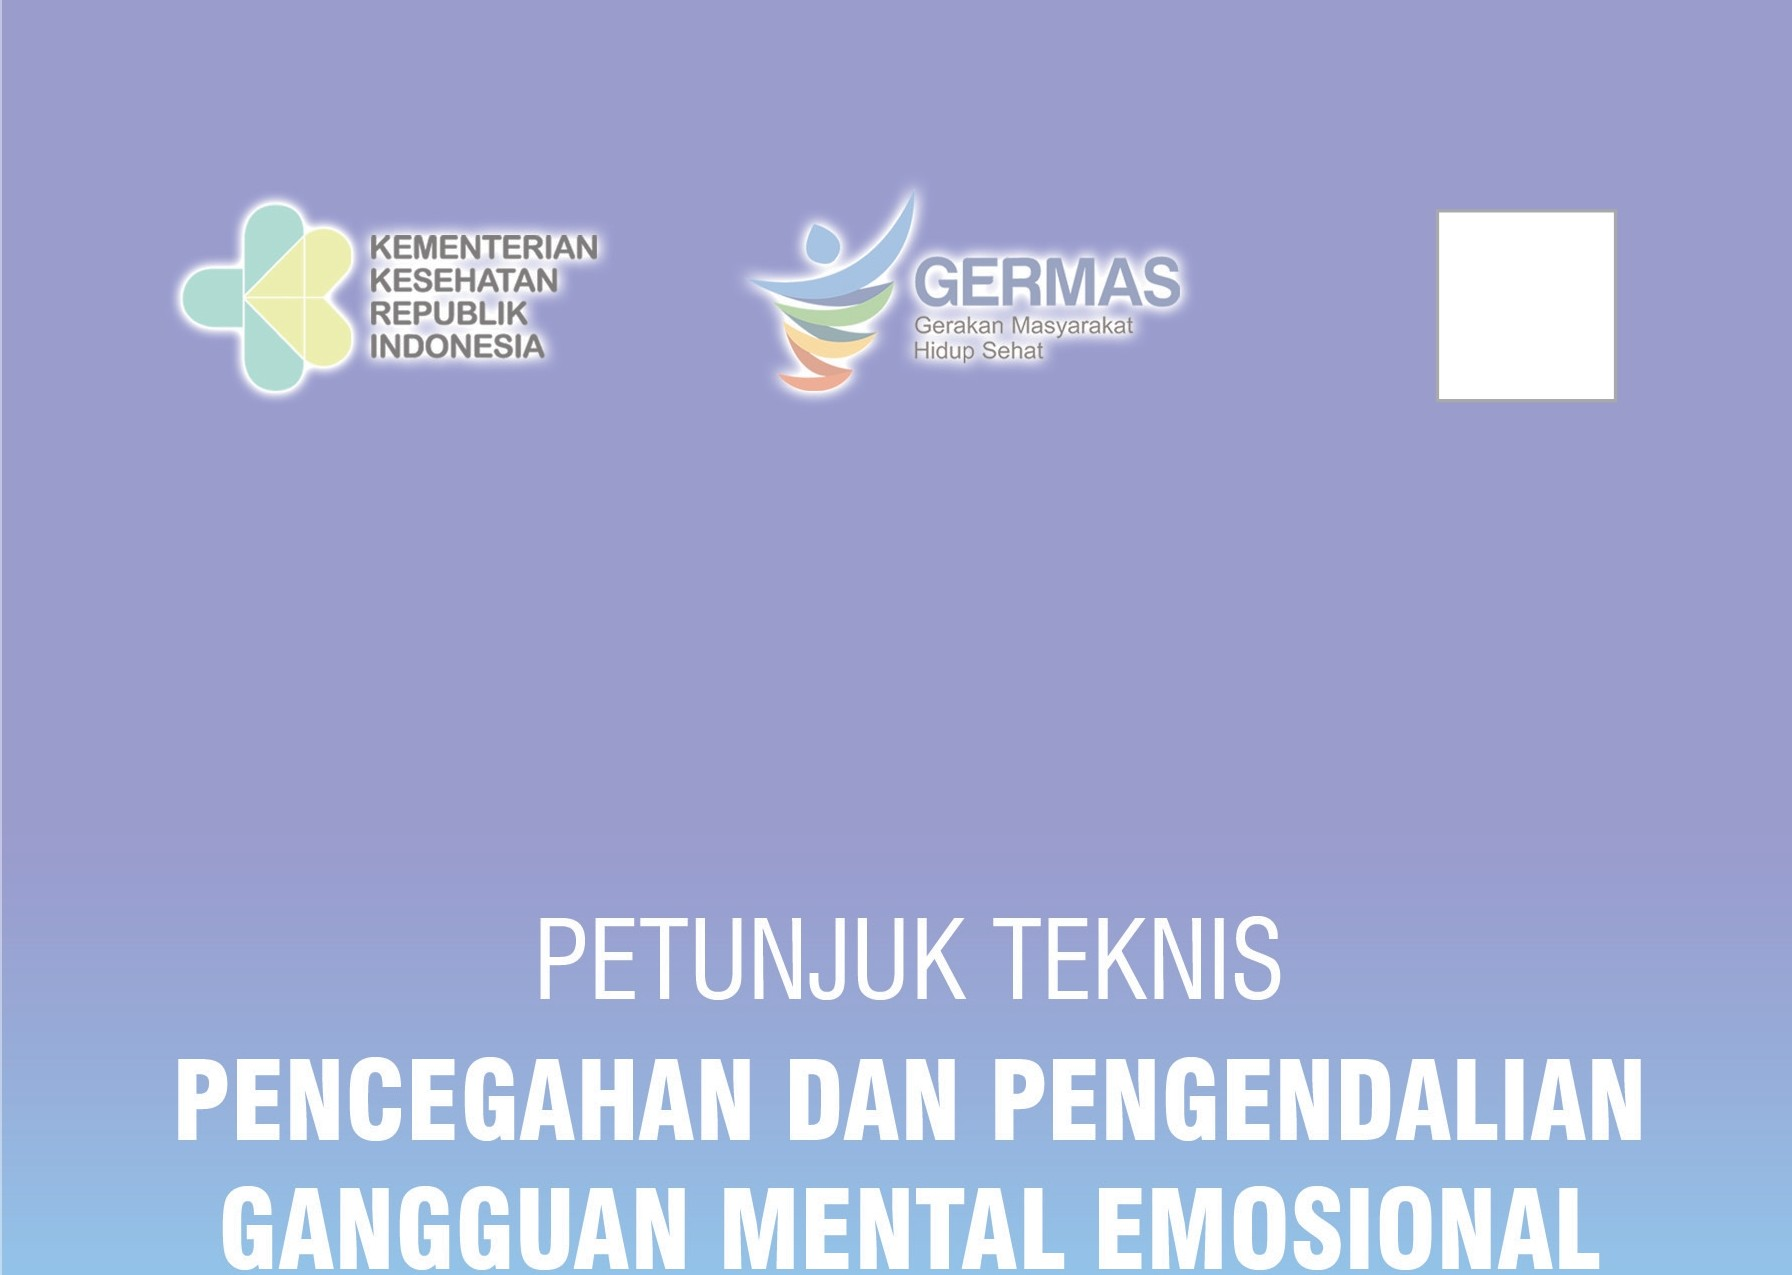 KEMENTERIAN
KESEHATAN
REPUBLIK
INDONESIA
GERMAS
Gerakan Masyarakat
Hidup Sehat
PETUNJUK TEKNIS
PENCEGAHAN DAN PENGENDALIAN
GANGGUAN MENTAL EMOSIONAL